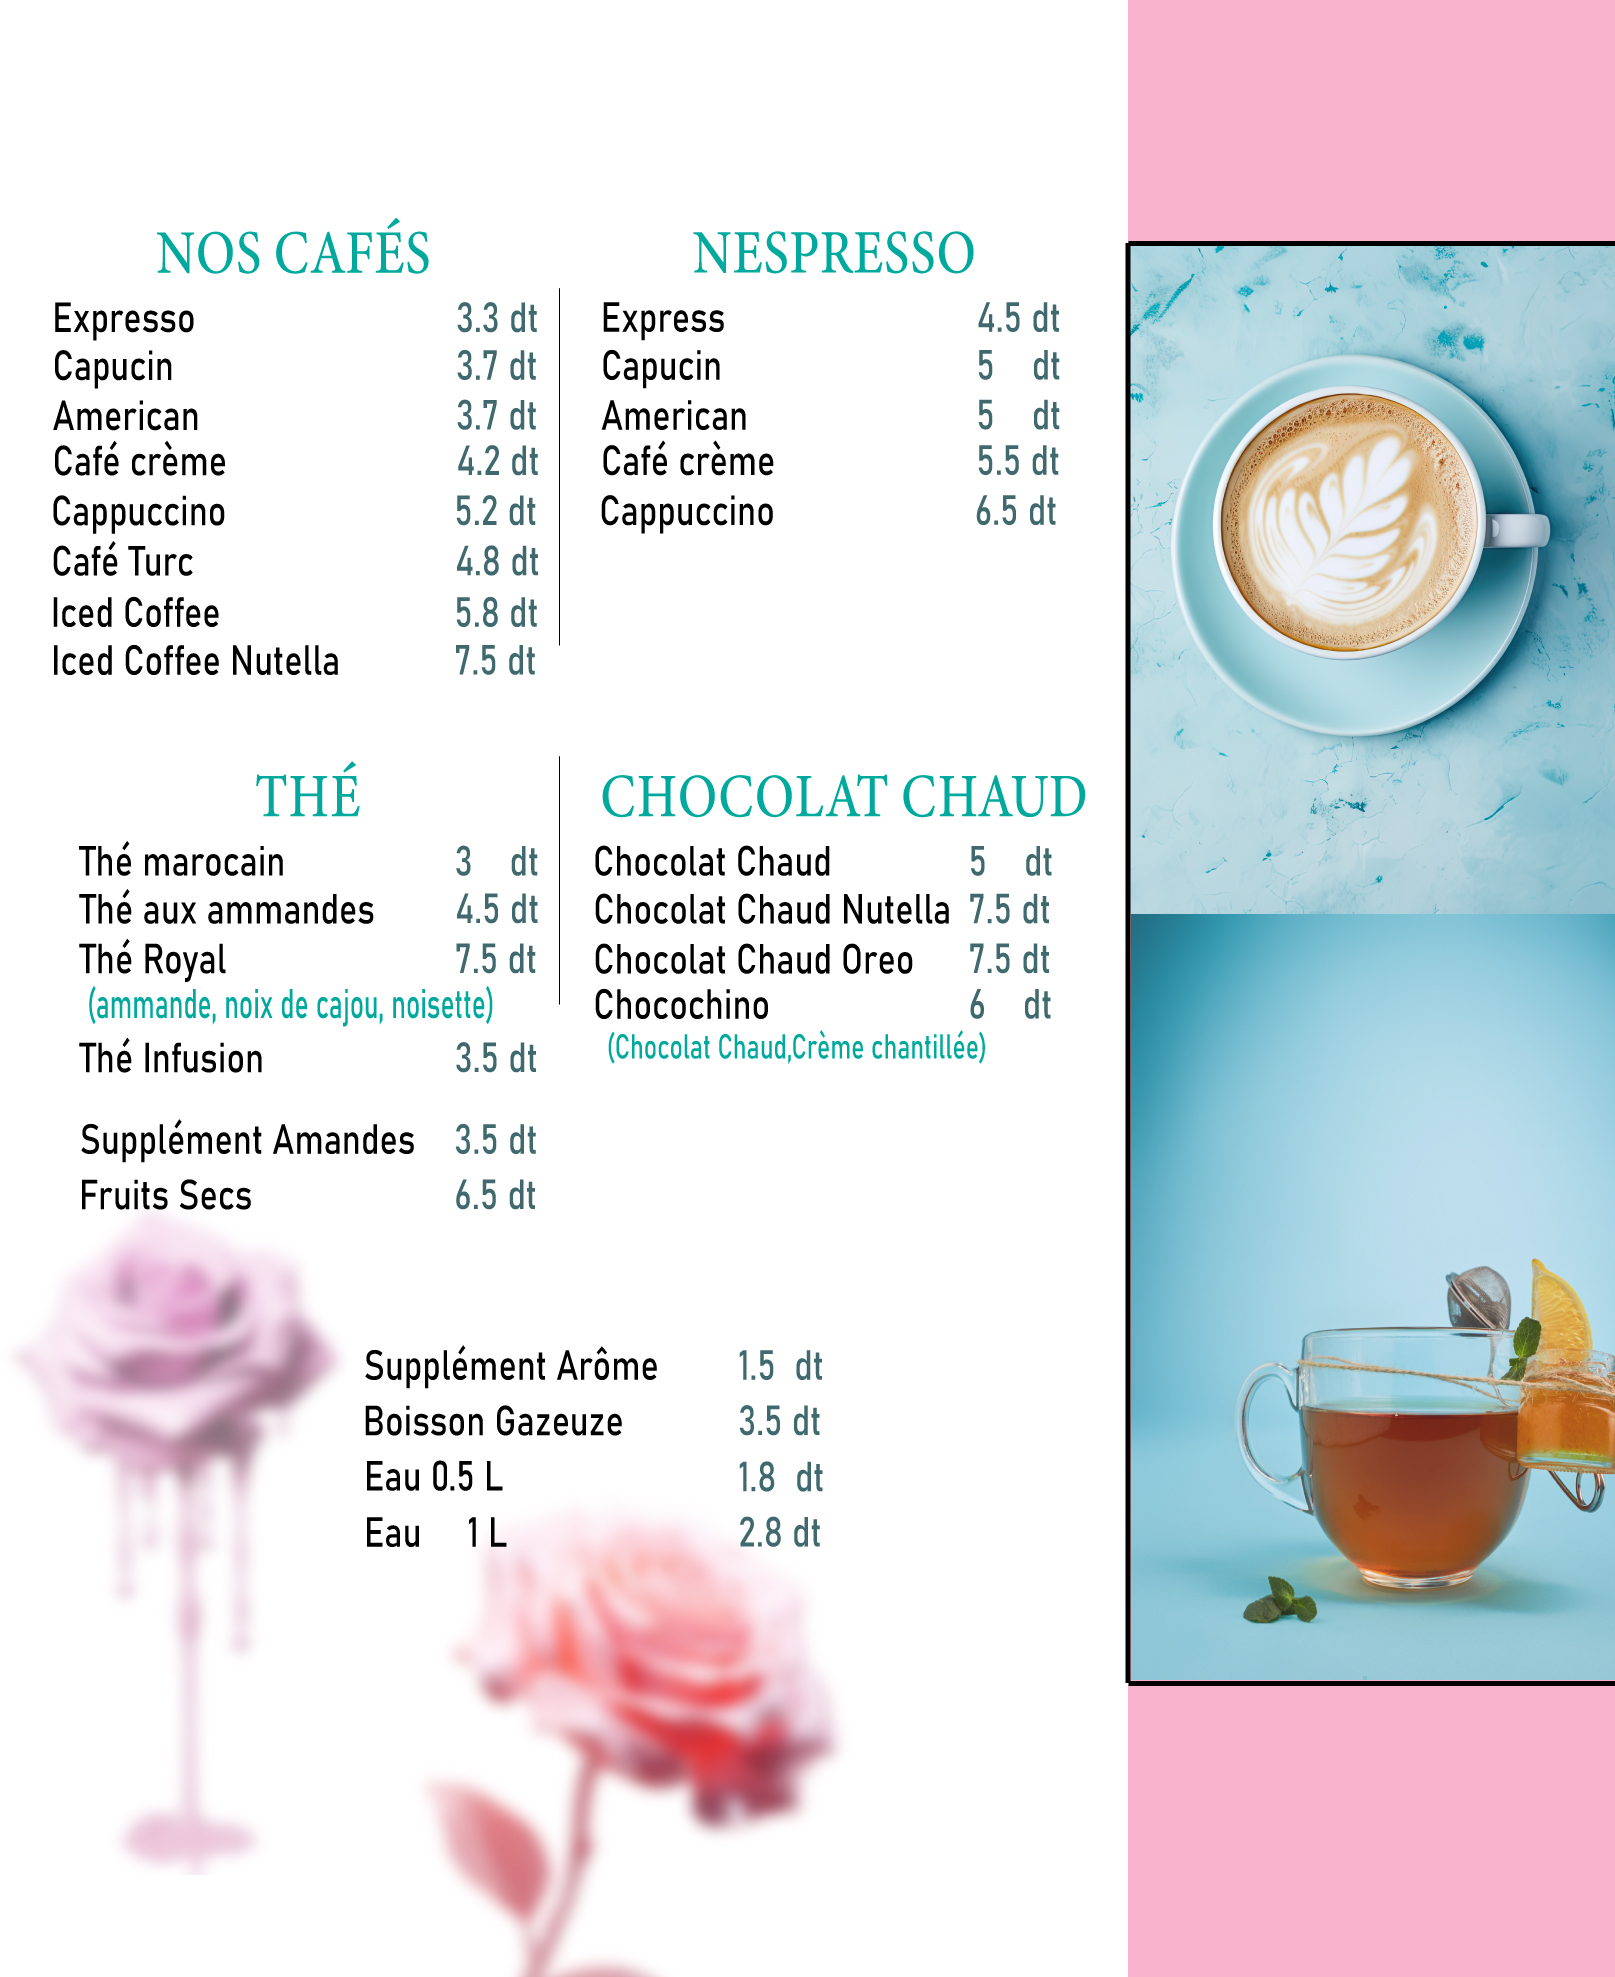 NOS CAFÉS
Expresso 3.3 dt
Capucin 3.7 dt
American 3.7 dt
Café crème 4.2 dt
Cappuccino 5.2 dt
Café Turc 4.8 dt
Iced Coffee 5.8 dt
Iced Coffee Nutella 7.5 dt
NESPRESSO
Express 4.5 dt
Capucin 5 dt
American 5 dt
Café crème 5.5 dt
Cappuccino 6.5 dt
THÉ
Thé marocain 3 dt
Thé aux ammandes 4.5 dt
Thé Royal 7.5 dt
(ammande, noix de cajou, noisette)
Thé Infusion 3.5 dt
Supplément Amandes 3.5 dt
Fruits Secs 6.5 dt
CHOCOLAT CHAUD
Chocolat Chaud 5 dt
Chocolat Chaud Nutella 7.5 dt
Chocolat Chaud Oreo 7.5 dt
Chocochino 6 dt
(Chocolat Chaud,Crème chantillée)
Supplément Arôme 1.5 dt
Boisson Gazeuze 3.5 dt
Eau 0.5 L 1.8 dt
Eau 1 L 2.8 dt